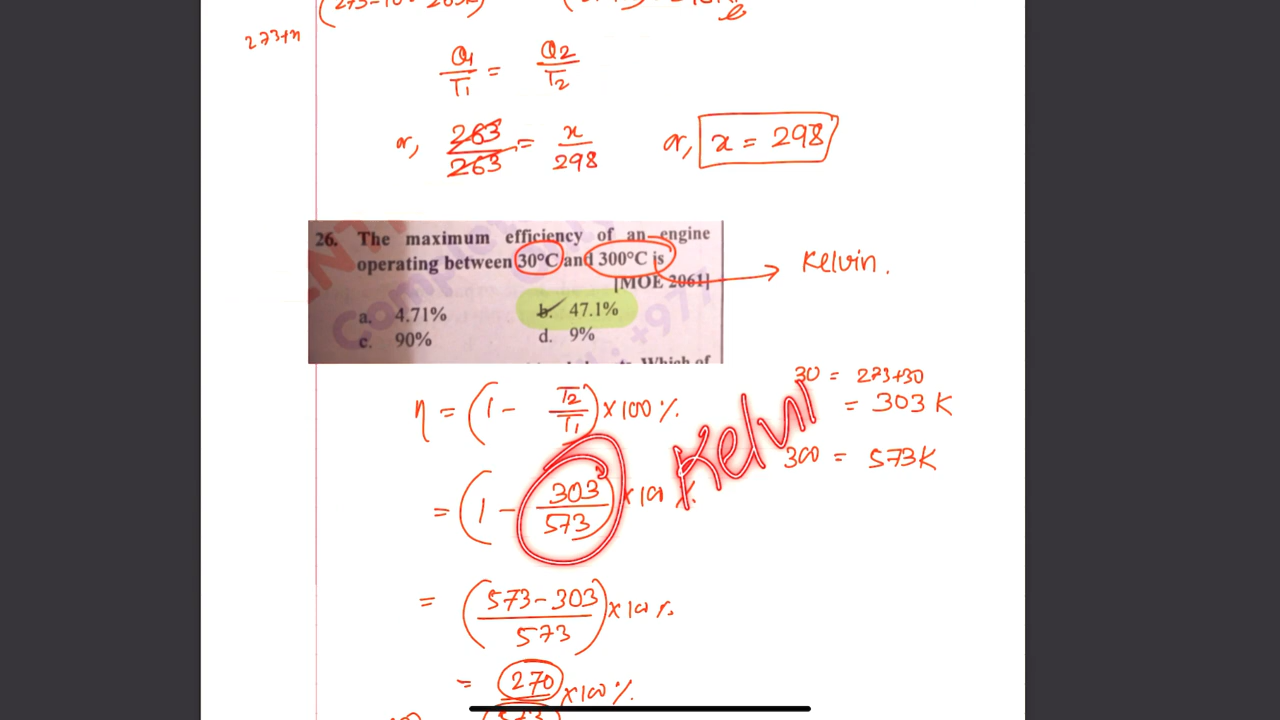 273+x
Q1/T1 = Q2/T2
or, 263/263 = x/298 or, x = 298
26. The maximum efficiency of an engine
operating between 30°C and 300°C is
[MOE 2061]
a. 4.71% b. 47.1%
c. 90% d. 9%
Kelvin.
30 = 273+30
= 303 K
300 = 573K
η = (1 - T2/T1) × 100 %.
Kelvin
= (1 - 303/573) × 100 %.
= (573-303/573) × 100 %.
= 270/573 × 100 %.